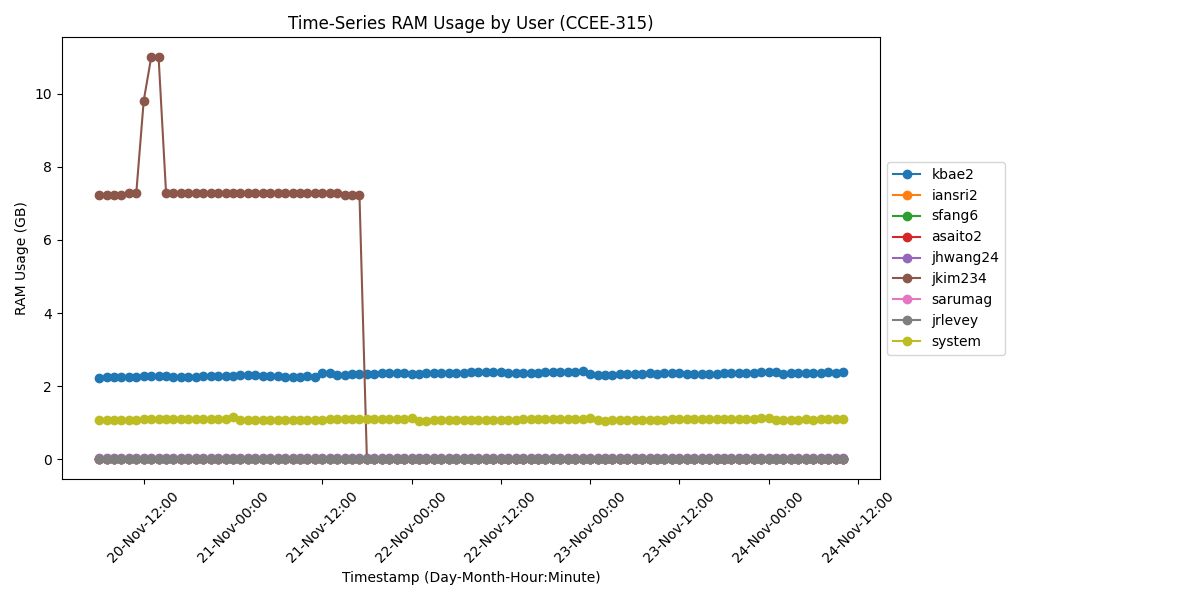 Time-Series RAM Usage by User (CCEE-315)
RAM Usage (GB)
10
8
6
4
2
0
20-Nov-12:00
21-Nov-00:00
21-Nov-12:00
22-Nov-00:00
22-Nov-12:00
23-Nov-00:00
23-Nov-12:00
24-Nov-00:00
24-Nov-12:00
Timestamp (Day-Month-Hour:Minute)
kbae2
iansri2
sfang6
asaito2
jhwang24
jkim234
sarumag
jrlevey
system